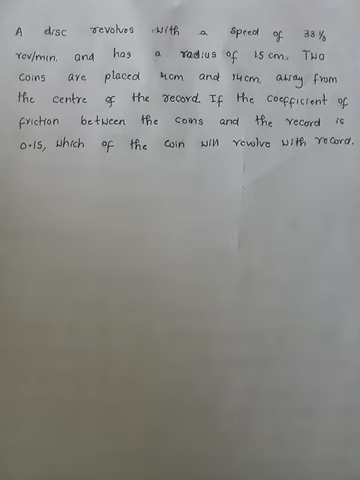 A disc revolves with a speed of 33 1/3
rev/min, and has a radius of 15 cm. Two
coins are placed 4cm and 14cm, away from
the centre of the record. If the coefficient of
friction between the coins and the record is
0.15, which of the coin will revolve with record.